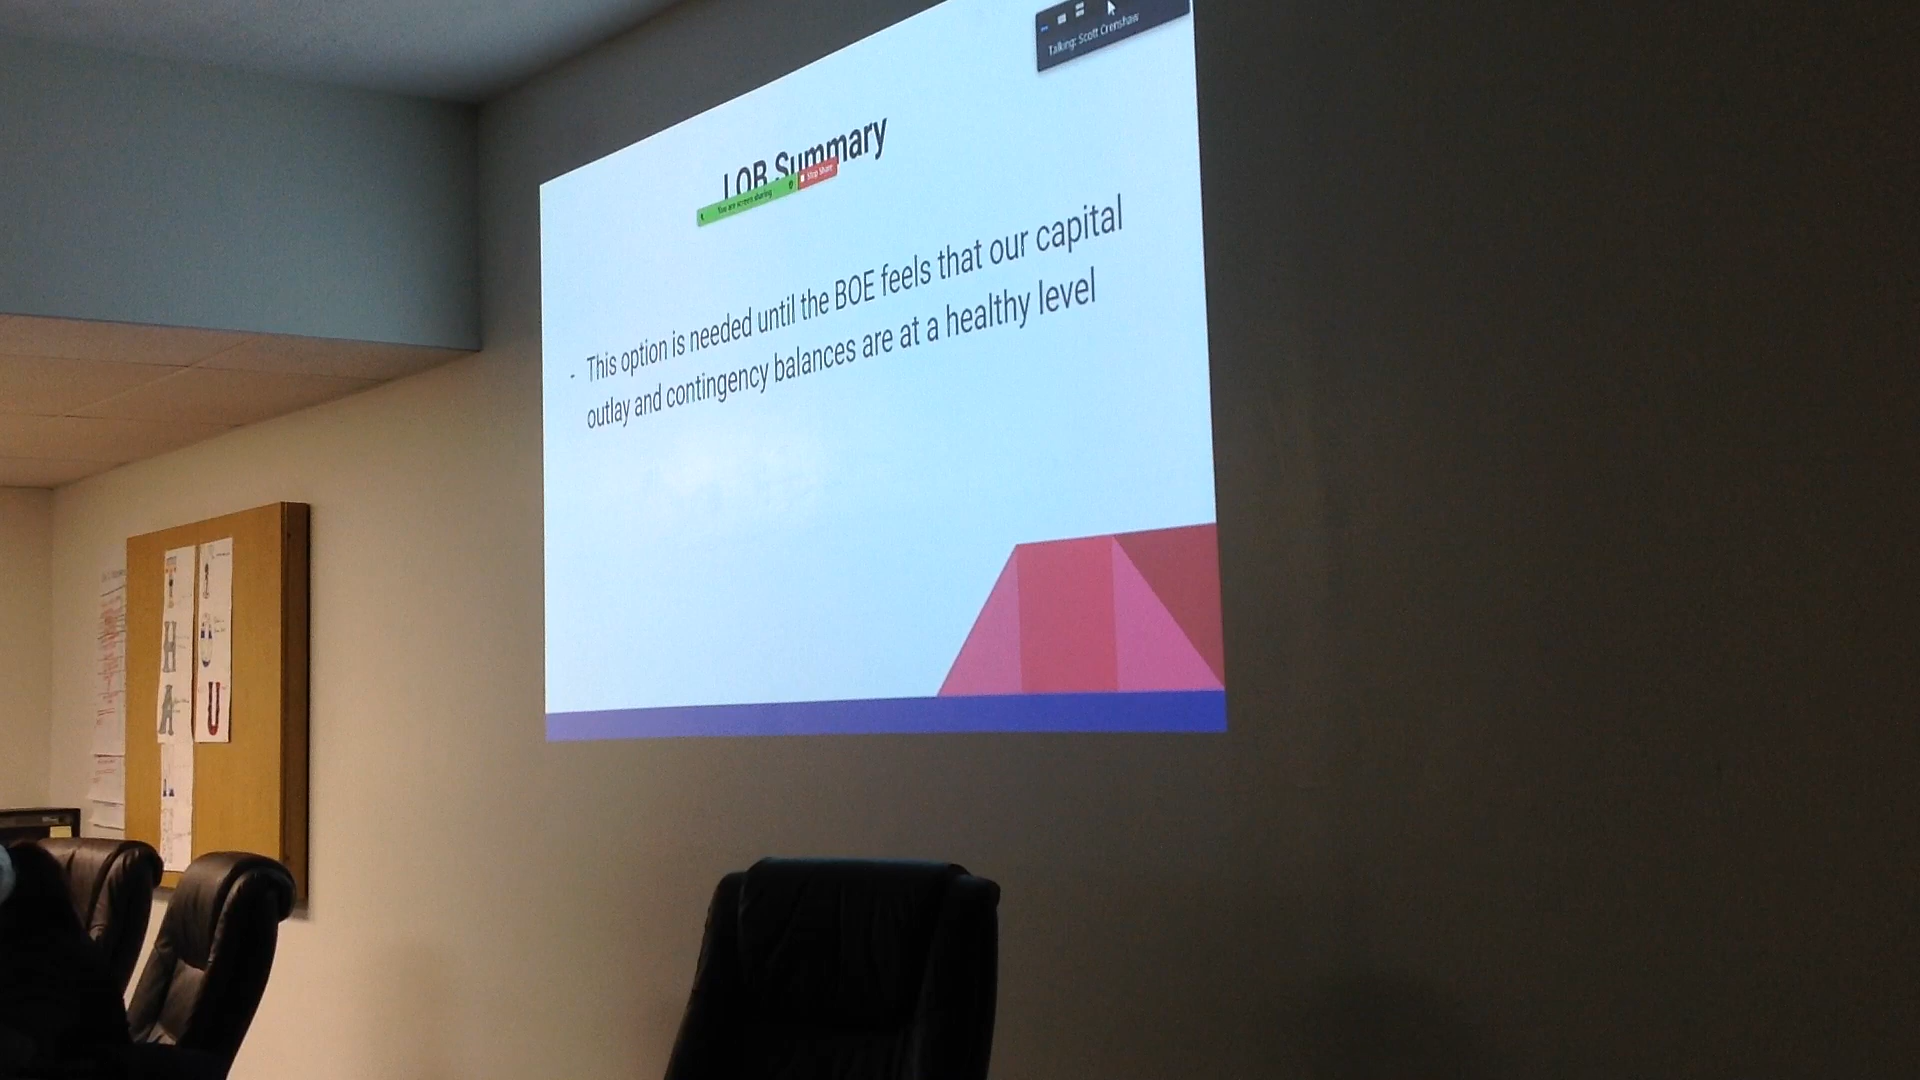 Talking: Scott Crenshaw
LOB Summary
You are screen sharing
Stop Share
- This option is needed until the BOE feels that our capital
outlay and contingency balances are at a healthy level
H
A
U